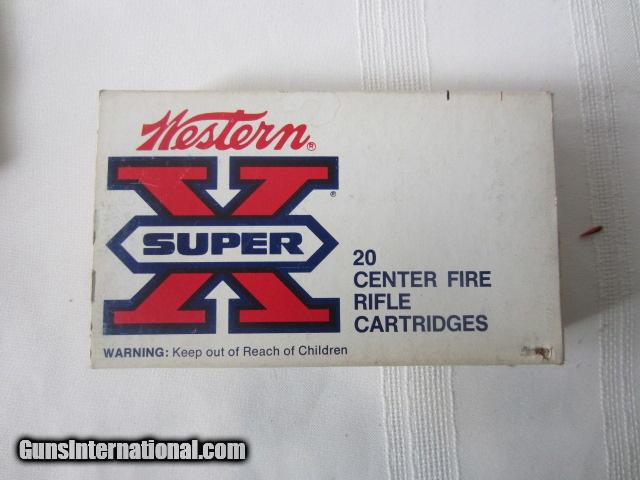 Western®
SUPER X®
20
CENTER FIRE
RIFLE
CARTRIDGES
WARNING: Keep out of Reach of Children
GunsInternational.com